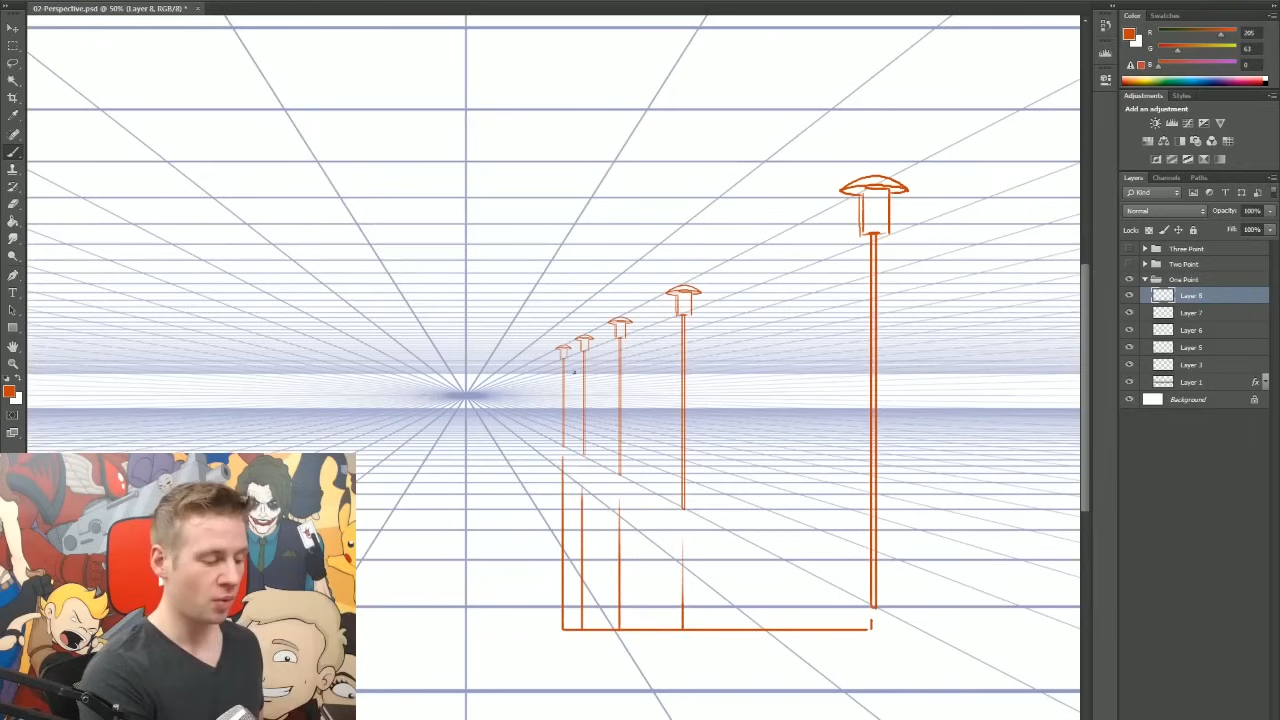 02-Perspective.psd @ 50% (Layer 8, RGB/8) * ×
Color Swatches
R 205
G 63
B 0
Adjustments Styles
Add an adjustment
Layers Channels Paths
Kind
Normal Opacity: 100%
Locks Fill: 100%
Three Point
Two Point
One Point
Layer 8
Layer 7
Layer 6
Layer 5
Layer 3
Layer 1 fx
Background